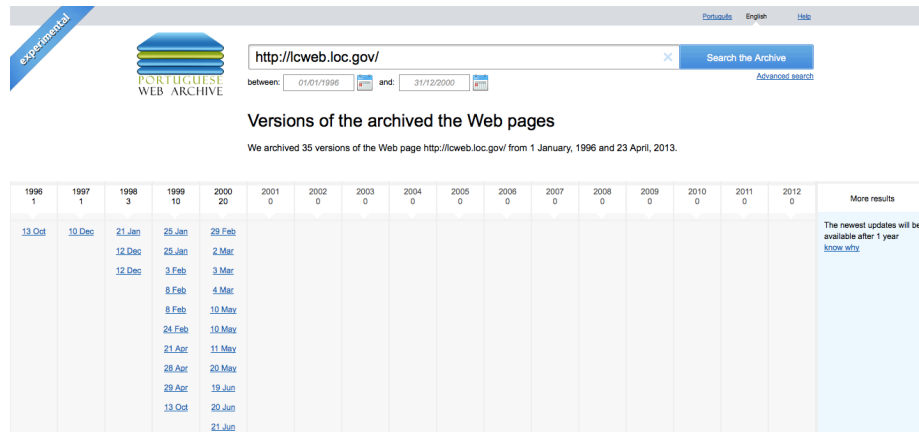 Português English Help
experimental
http://lcweb.loc.gov/ × Search the Archive
Advanced search
PORTUGUESE
WEB ARCHIVE
between: 01/01/1996 and: 31/12/2000
Versions of the archived the Web pages
We archived 35 versions of the Web page http://lcweb.loc.gov/ from 1 January, 1996 and 23 April, 2013.
1996 1997 1998 1999 2000 2001 2002 2003 2004 2005 2006 2007 2008 2009 2010 2011 2012 More results
1 1 3 10 20 0 0 0 0 0 0 0 0 0 0 0 0
13 Oct 10 Dec 21 Jan 25 Jan 29 Feb
12 Dec 25 Jan 2 Mar
12 Dec 3 Feb 3 Mar
8 Feb 4 Mar
8 Feb 10 May
24 Feb 10 May
21 Apr 11 May
28 Apr 20 May
29 Apr 19 Jun
13 Oct 20 Jun
21 Jun
The newest updates will be
available after 1 year
know why